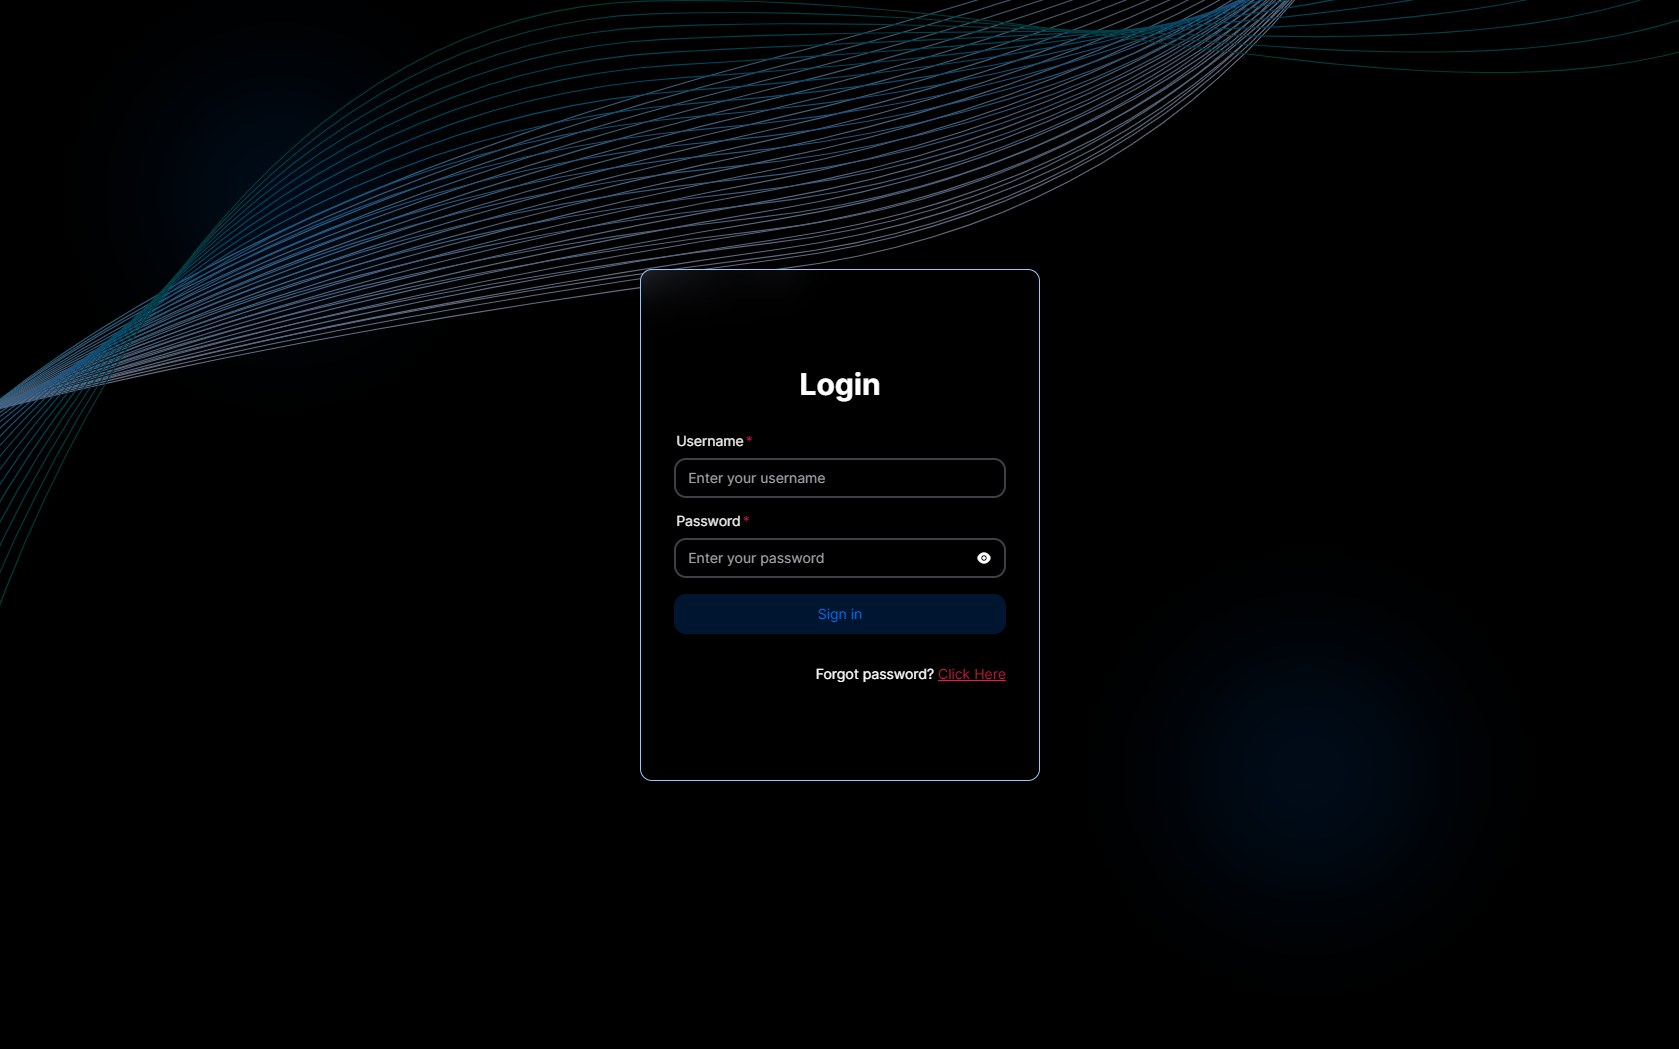 Login
Username *
Enter your username
Password *
Enter your password
Sign in
Forgot password? Click Here